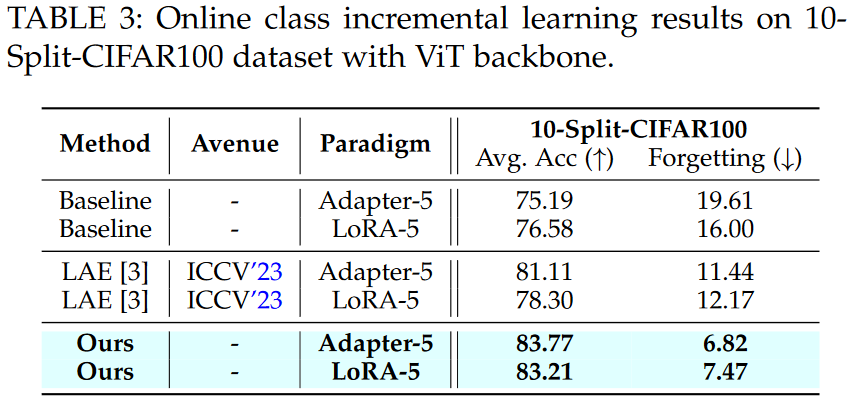 TABLE 3: Online class incremental learning results on 10-
Split-CIFAR100 dataset with ViT backbone.
Method Avenue Paradigm 10-Split-CIFAR100
Avg. Acc (↑) Forgetting (↓)
Baseline - Adapter-5 75.19 19.61
Baseline - LoRA-5 76.58 16.00
LAE [3] ICCV’23 Adapter-5 81.11 11.44
LAE [3] ICCV’23 LoRA-5 78.30 12.17
Ours - Adapter-5 83.77 6.82
Ours - LoRA-5 83.21 7.47